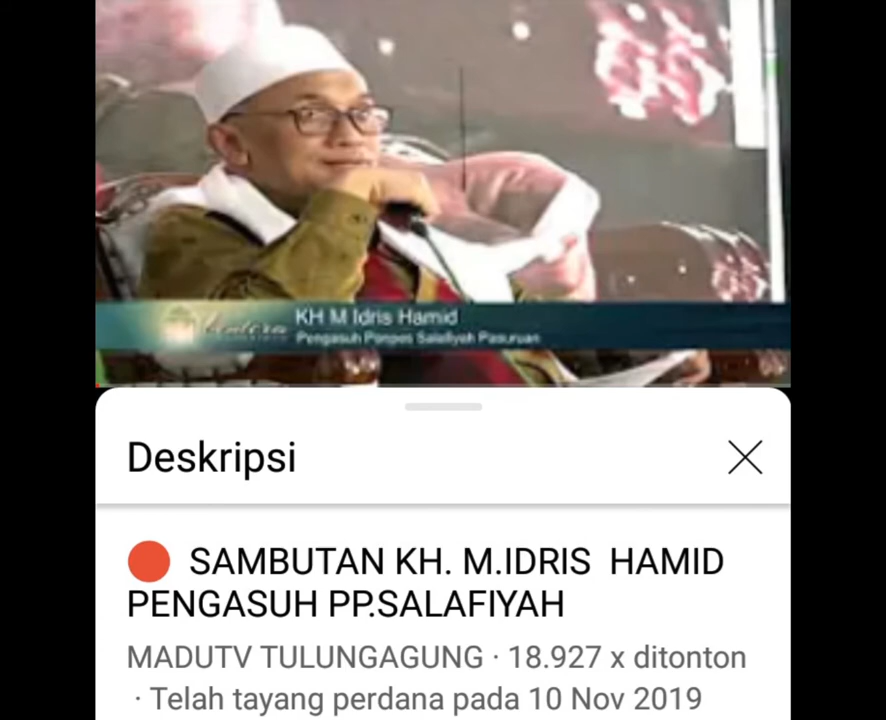 KH M Idris Hamid
Pengasuh Ponpes Salafiyah Pasuruan
Deskripsi
SAMBUTAN KH. M.IDRIS HAMID
PENGASUH PP.SALAFIYAH
MADUTV TULUNGAGUNG · 18.927 x ditonton
· Telah tayang perdana pada 10 Nov 2019